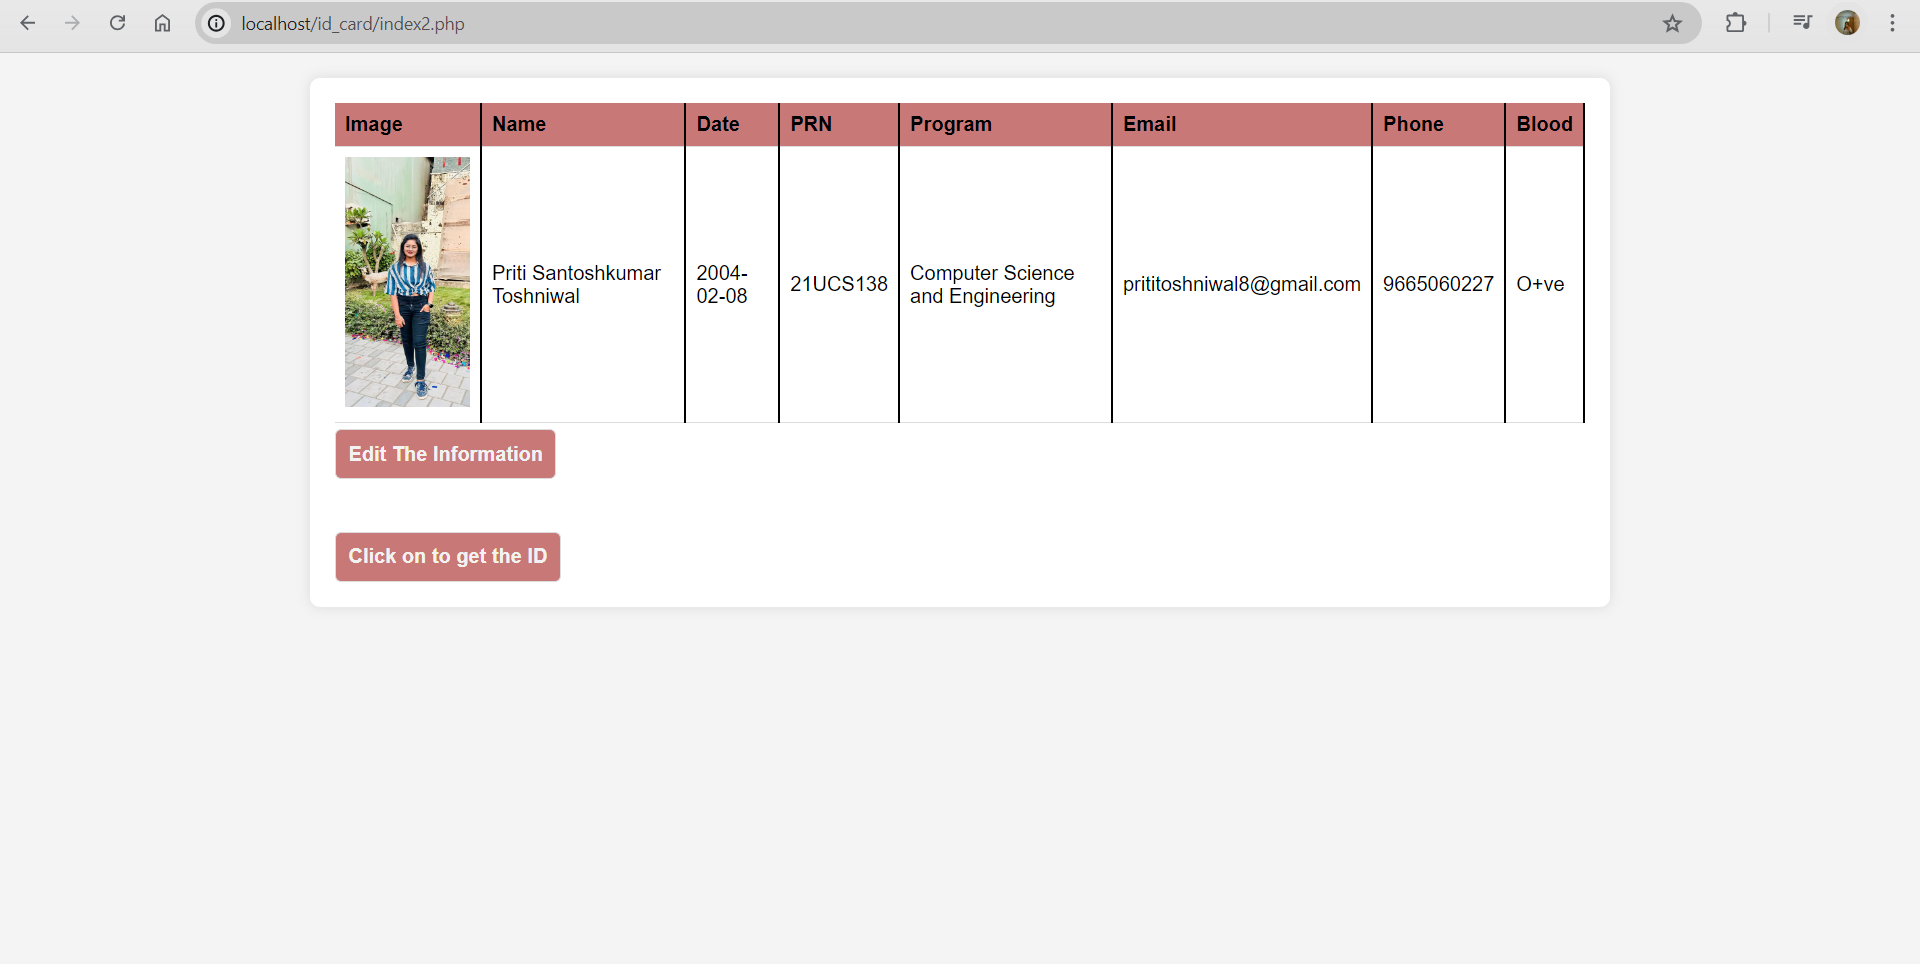 localhost/id_card/index2.php
Image Name Date PRN Program Email Phone Blood
Priti Santoshkumar Toshniwal 2004-02-08 21UCS138 Computer Science and Engineering prititoshniwal8@gmail.com 9665060227 O+ve
Edit The Information
Click on to get the ID